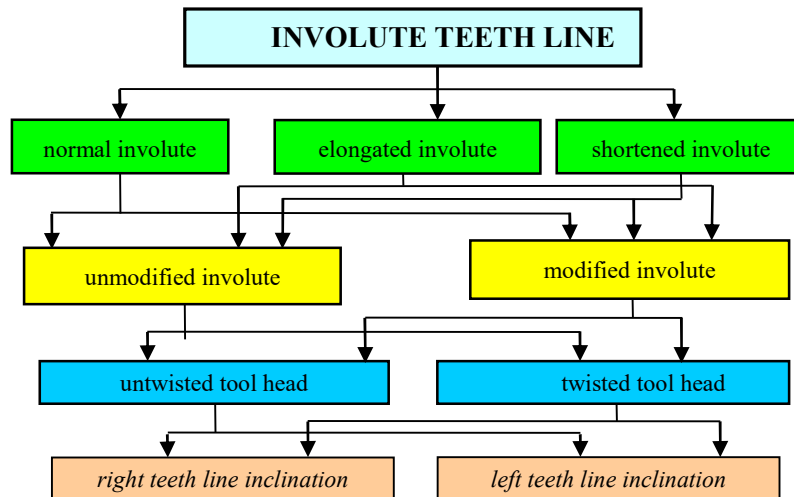 INVOLUTE TEETH LINE
normal involute
elongated involute
shortened involute
unmodified involute
modified involute
untwisted tool head
twisted tool head
right teeth line inclination
left teeth line inclination